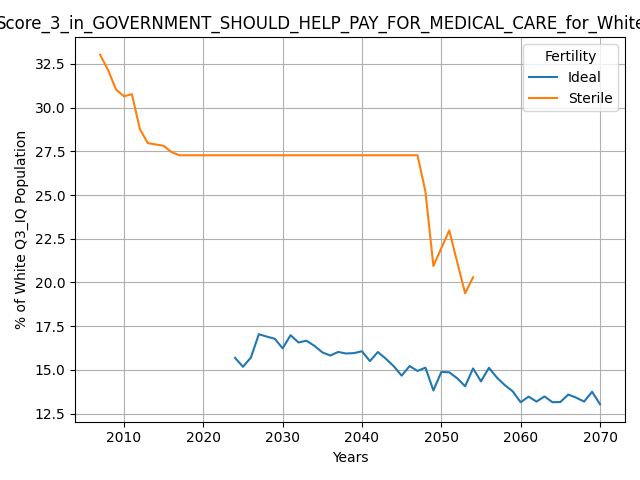 Score_3_in_GOVERNMENT_SHOULD_HELP_PAY_FOR_MEDICAL_CARE_for_White
Fertility
Ideal
Sterile
% of White Q3_IQ Population
32.5
30.0
27.5
25.0
22.5
20.0
17.5
15.0
12.5
2010 2020 2030 2040 2050 2060 2070
Years